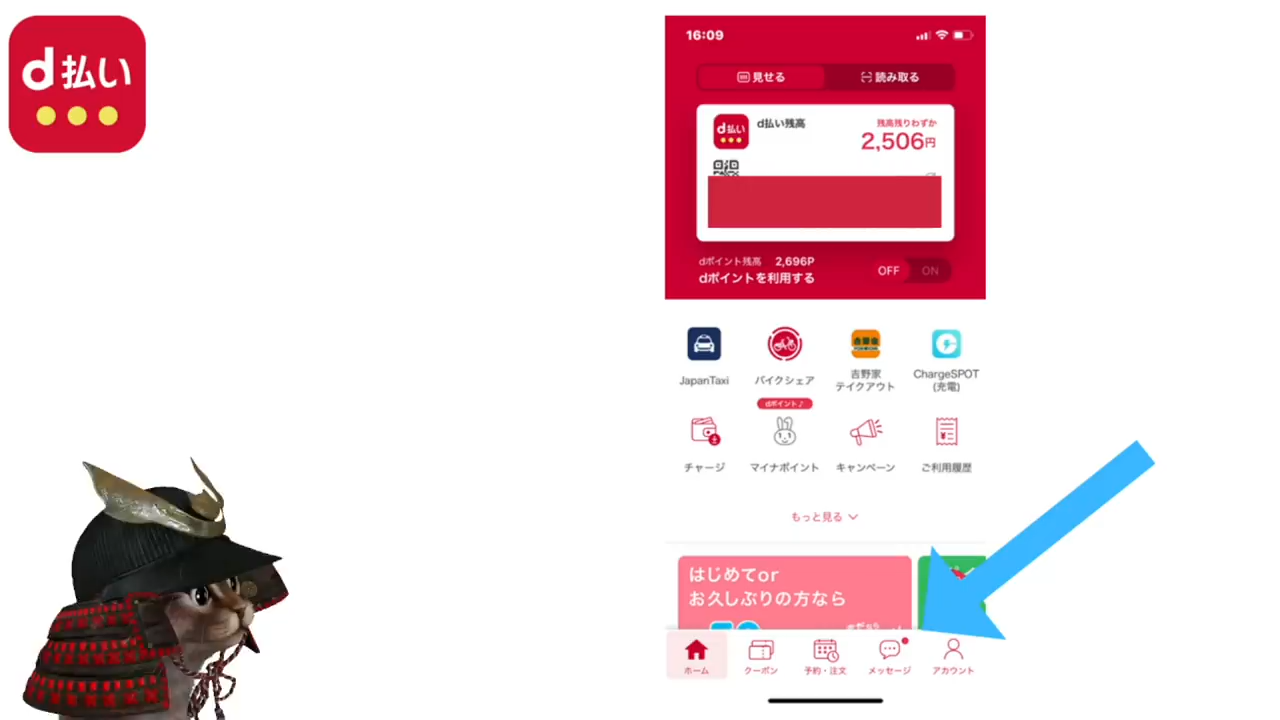 d払い
16:09
見せる
読み取る
d払い
d払い残高
残高残りわずか
2,506円
dポイント残高 2,696P
dポイントを利用する
OFF
ON
JapanTaxi
バイクシェア
吉野家
吉野家
テイクアウト
ChargeSPOT
(充電)
dポイント♪
チャージ
マイナポイント
キャンペーン
ご利用履歴
もっと見る
はじめてor
お久しぶりの方なら
ホーム
クーポン
予約・注文
メッセージ
アカウント